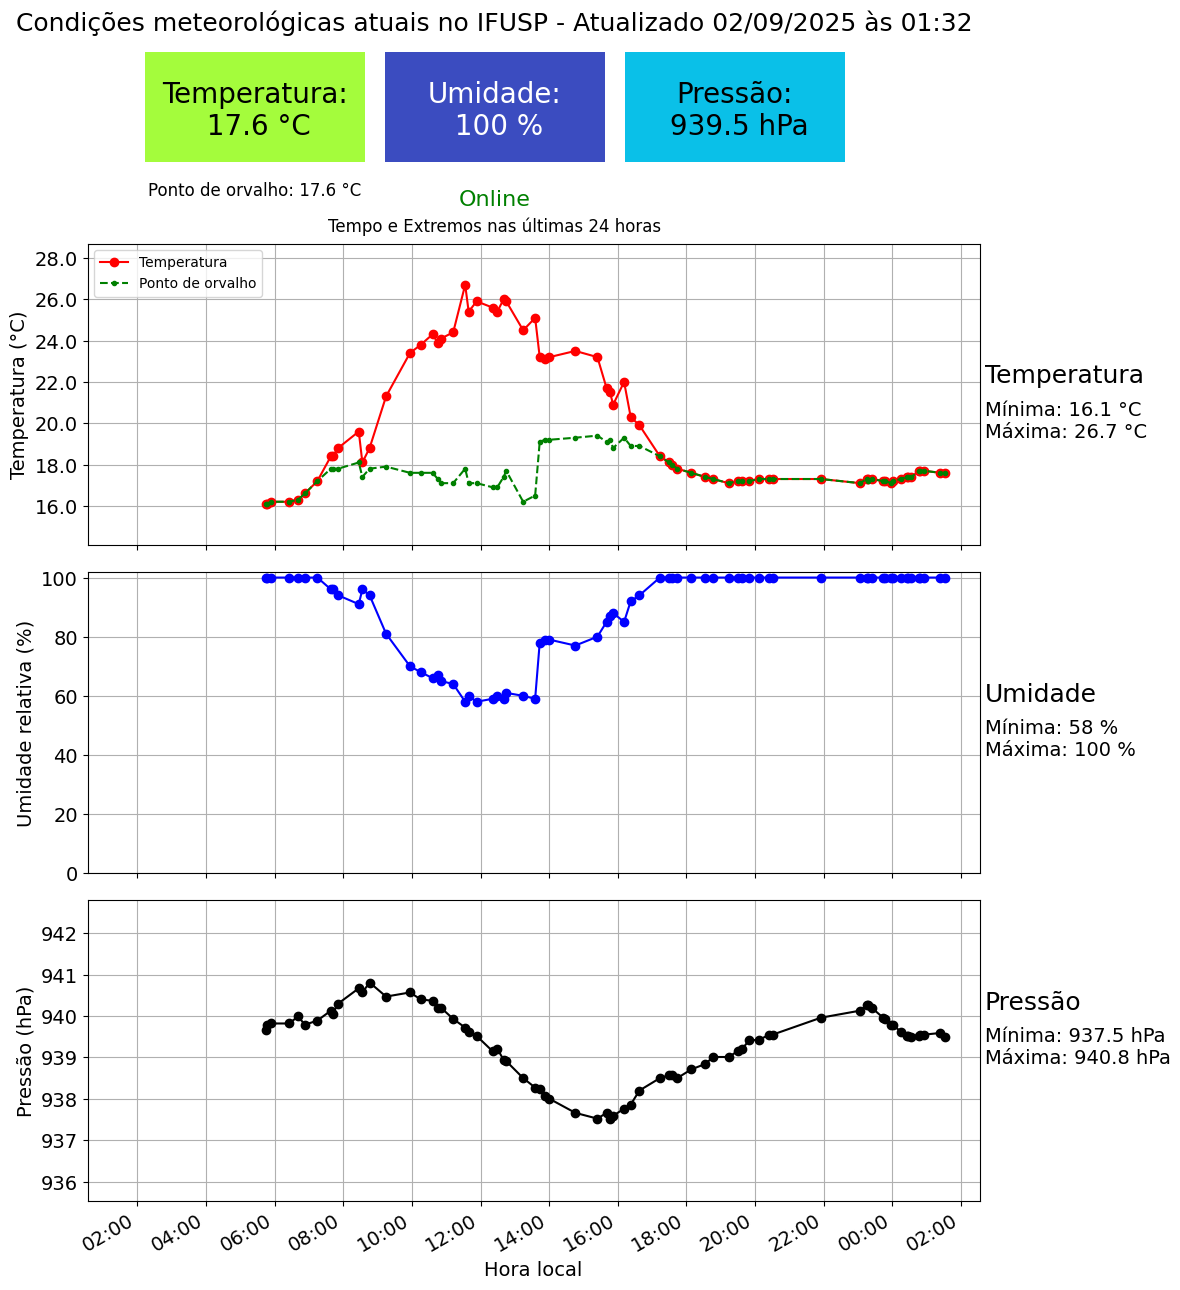 Condições meteorológicas atuais no IFUSP - Atualizado 02/09/2025 às 01:32
Temperatura:
17.6 °C
Umidade:
100 %
Pressão:
939.5 hPa
Ponto de orvalho: 17.6 °C
Online
Tempo e Extremos nas últimas 24 horas
Temperatura (°C)
28.0
26.0
24.0
22.0
20.0
18.0
16.0
Temperatura
Ponto de orvalho
Temperatura
Mínima: 16.1 °C
Máxima: 26.7 °C
Umidade relativa (%)
100
80
60
40
20
0
Umidade
Mínima: 58 %
Máxima: 100 %
Pressão (hPa)
942
941
940
939
938
937
936
Pressão
Mínima: 937.5 hPa
Máxima: 940.8 hPa
02:00
04:00
06:00
08:00
10:00
12:00
14:00
16:00
18:00
20:00
22:00
00:00
02:00
Hora local